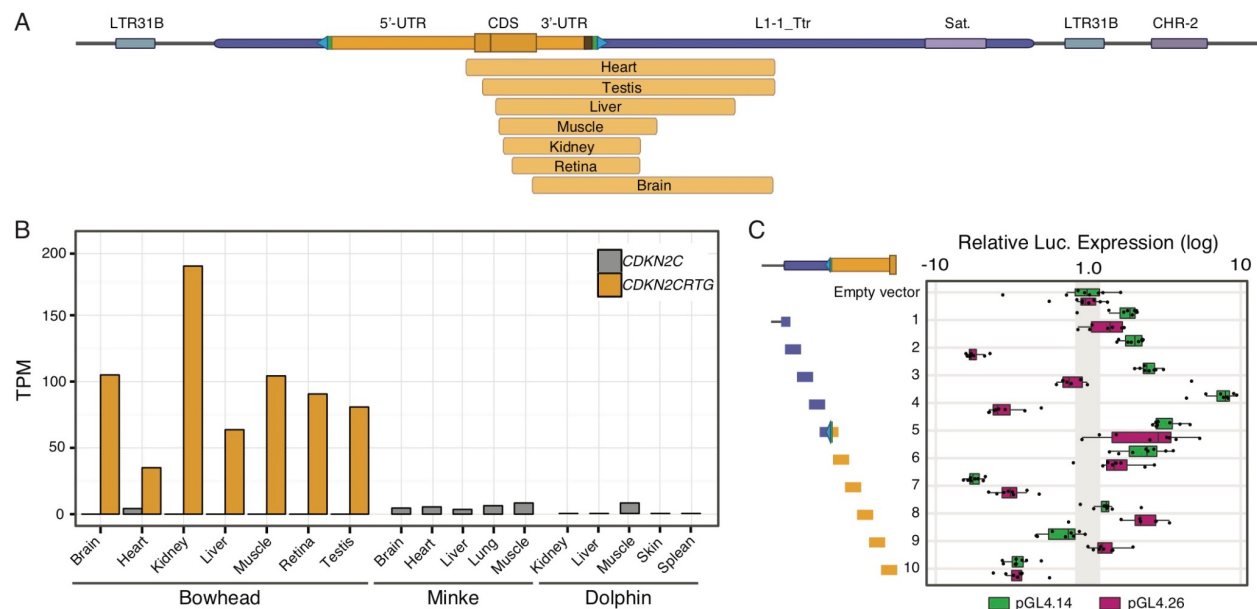 A
LTR31B 5'-UTR CDS 3'-UTR L1-1_Ttr Sat. LTR31B CHR-2
Heart
Testis
Liver
Muscle
Kidney
Retina
Brain
B
TPM
200
150
100
50
0
CDKN2C
CDKN2CRTG
Brain Heart Kidney Liver Muscle Retina Testis Brain Heart Liver Lung Muscle Kidney Liver Muscle Skin Splean
Bowhead Minke Dolphin
C
Relative Luc. Expression (log)
-10 1.0 10
Empty vector
1
2
3
4
5
6
7
8
9
10
pGL4.14 pGL4.26